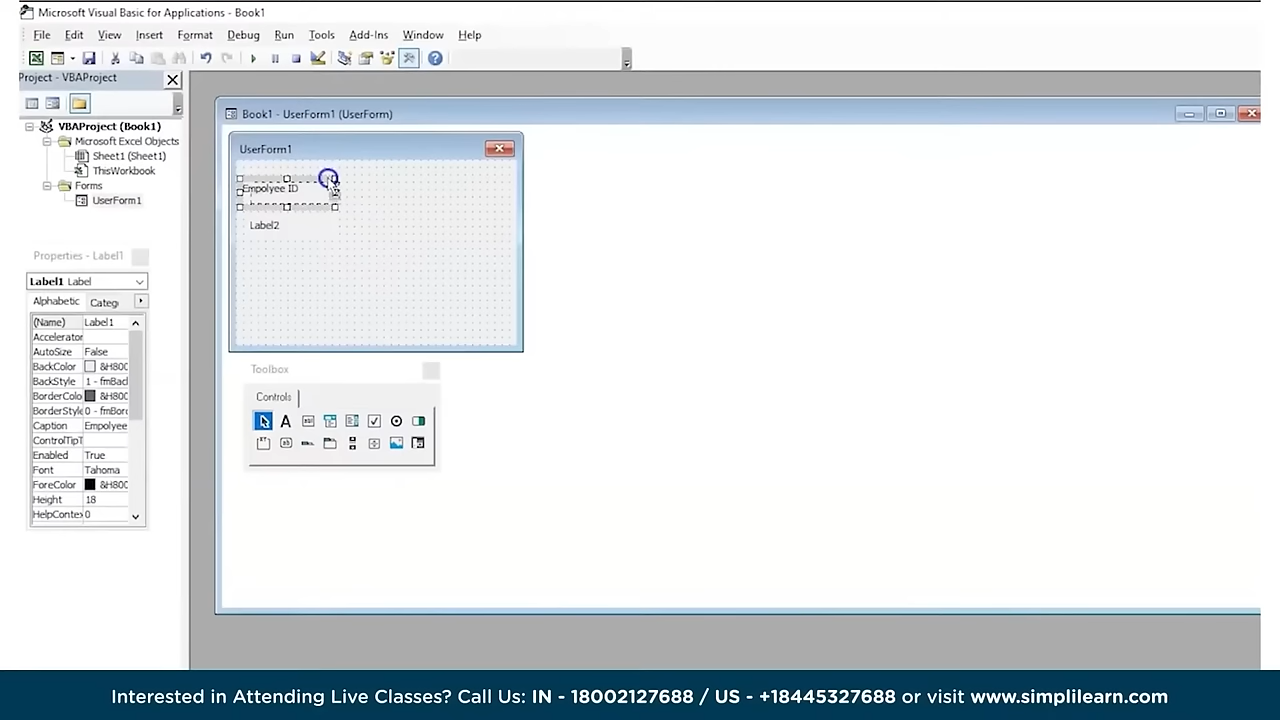 Microsoft Visual Basic for Applications - Book1
File Edit View Insert Format Debug Run Tools Add-Ins Window Help
Project - VBAProject
VBAProject (Book1)
Microsoft Excel Objects
Sheet1 (Sheet1)
ThisWorkbook
Forms
UserForm1
Book1 - UserForm1 (UserForm)
UserForm1
Empolyee ID
Label2
Properties - Label1
Label1 Label
Alphabetic Categ
(Name) Label1
Accelerator
AutoSize False
BackColor &H800
BackStyle 1 - fmBac
BorderColo &H800
BorderStyle 0 - fmBor
Caption Empolyee
ControlTipT
Enabled True
Font Tahoma
ForeColor &H800
Height 18
HelpContex 0
Toolbox
Controls
A
Interested in Attending Live Classes? Call Us: IN - 18002127688 / US - +18445327688 or visit www.simplilearn.com